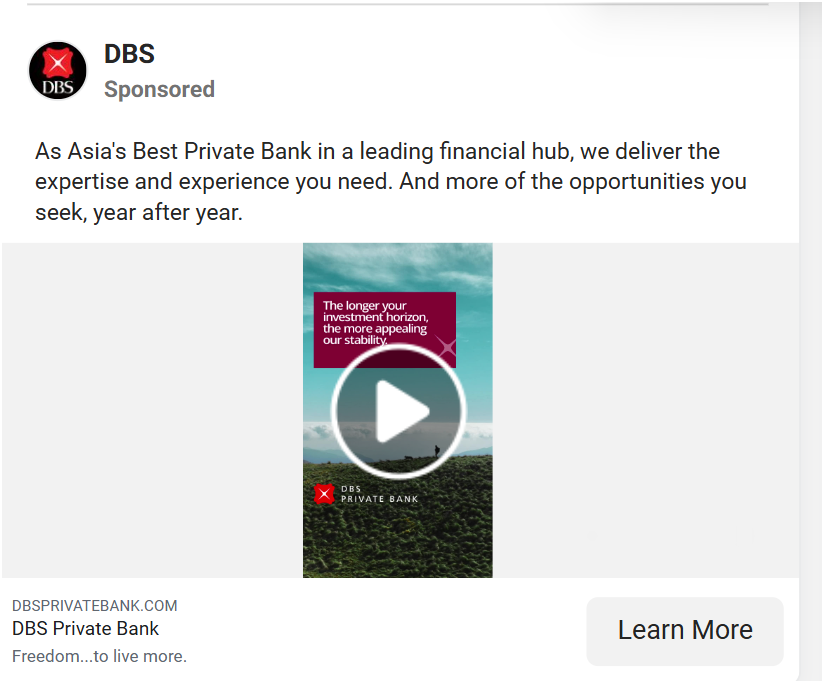 DBS
DBS
Sponsored
As Asia's Best Private Bank in a leading financial hub, we deliver the
expertise and experience you need. And more of the opportunities you
seek, year after year.
The longer your
investment horizon,
the more appealing
our stability.
DBS
PRIVATE BANK
DBSPRIVATEBANK.COM
DBS Private Bank
Freedom...to live more.
Learn More